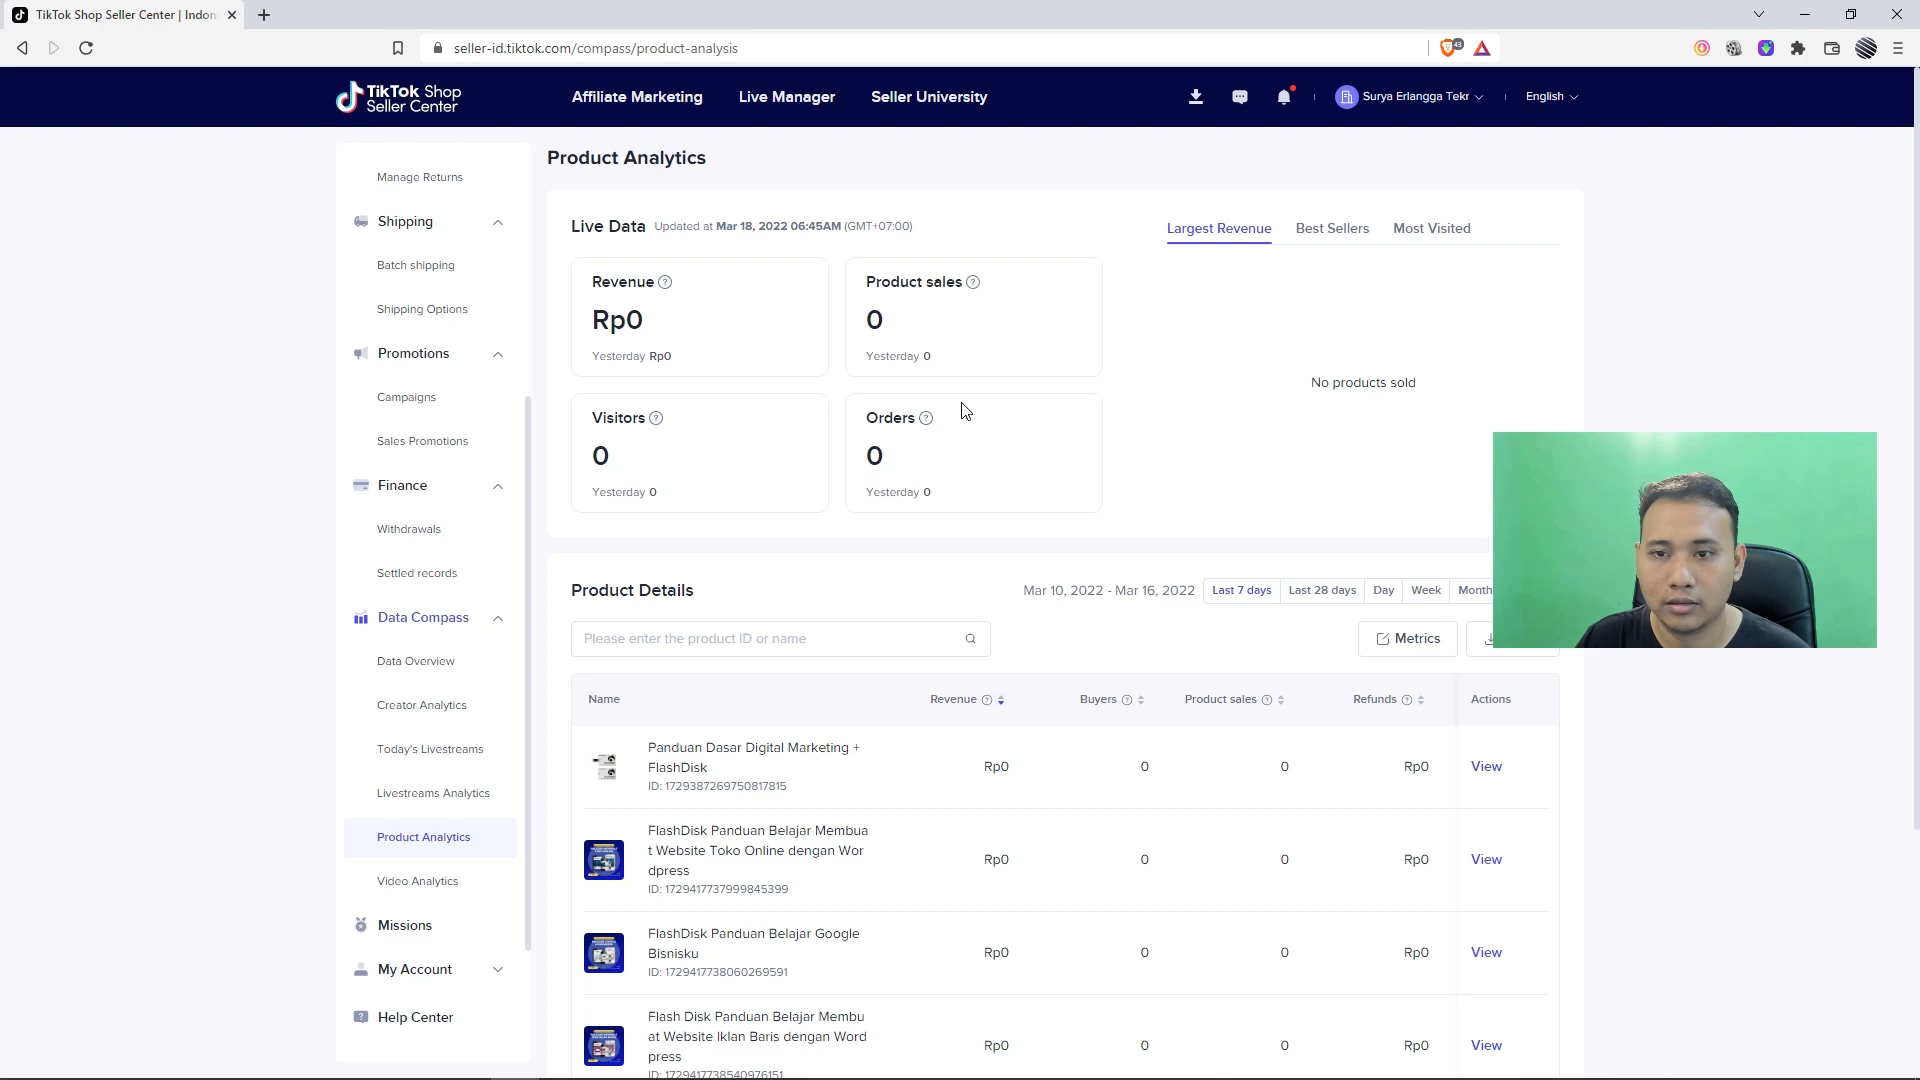 TikTok Shop Seller Center | Indon
seller-id.tiktok.com/compass/product-analysis
43
TikTok Shop
Seller Center
Affiliate Marketing
Live Manager
Seller University
Surya Erlangga Tekr
English
Manage Returns
Shipping
Batch shipping
Shipping Options
Promotions
Campaigns
Sales Promotions
Finance
Withdrawals
Settled records
Data Compass
Data Overview
Creator Analytics
Today's Livestreams
Livestreams Analytics
Product Analytics
Video Analytics
Missions
My Account
Help Center
Product Analytics
Live Data Updated at Mar 18, 2022 06:45AM (GMT+07:00)
Largest Revenue Best Sellers Most Visited
Revenue
Rp0
Yesterday Rp0
Product sales
0
Yesterday 0
Visitors
0
Yesterday 0
Orders
0
Yesterday 0
No products sold
Product Details
Mar 10, 2022 - Mar 16, 2022 Last 7 days Last 28 days Day Week Month
Please enter the product ID or name
Metrics
Name Revenue Buyers Product sales Refunds Actions
Panduan Dasar Digital Marketing +
FlashDisk
ID: 1729387269750817815
Rp0 0 0 Rp0 View
FlashDisk Panduan Belajar Membua
t Website Toko Online dengan Wor
dpress
ID: 1729417737999845399
Rp0 0 0 Rp0 View
FlashDisk Panduan Belajar Google
Bisnisku
ID: 1729417738060269591
Rp0 0 0 Rp0 View
Flash Disk Panduan Belajar Membu
at Website Iklan Baris dengan Word
press
ID: 1729417738540976151
Rp0 0 0 Rp0 View